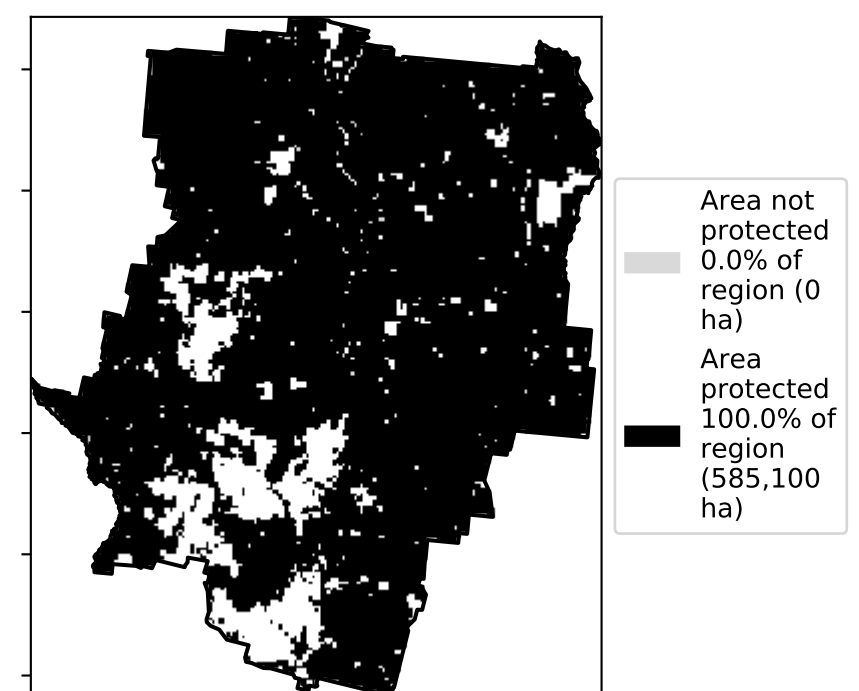 Area not
protected
0.0% of
region (0
ha)
Area
protected
100.0% of
region
(585,100
ha)